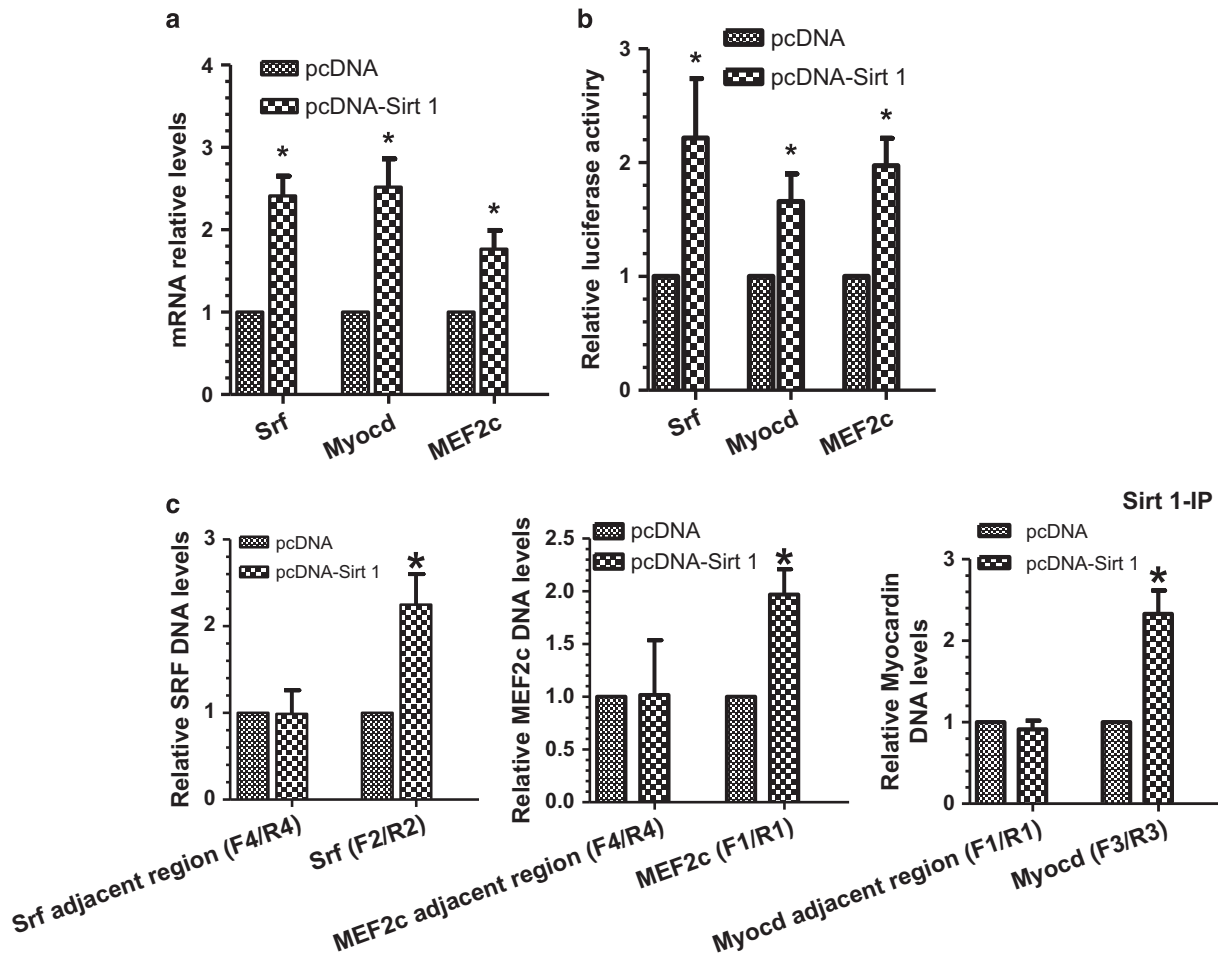 a
pcDNA
pcDNA-Sirt 1
mRNA relative levels
4
3
2
1
0
*
*
*
Srf
Myocd
MEF2c
b
pcDNA
pcDNA-Sirt 1
Relative luciferase activiry
3
2
1
0
*
*
*
Srf
Myocd
MEF2c
c
pcDNA
pcDNA-Sirt 1
Relative SRF DNA levels
3
2
1
0
*
Srf adjacent region (F4/R4)
Srf (F2/R2)
pcDNA
pcDNA-Sirt 1
Relative MEF2c DNA levels
2.5
2.0
1.5
1.0
0.5
0.0
*
MEF2c adjacent region (F4/R4)
MEF2c (F1/R1)
Sirt 1-IP
pcDNA
pcDNA-Sirt 1
Relative Myocardin
DNA levels
3
2
1
0
*
Myocd adjacent region (F1/R1)
Myocd (F3/R3)